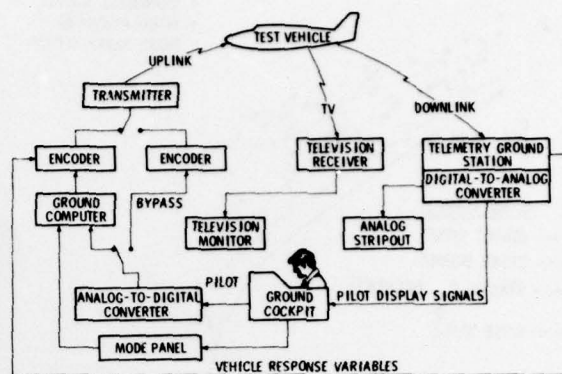 TEST VEHICLE
UPLINK
TRANSMITTER
TV
DOWNLINK
ENCODER
ENCODER
TELEVISION
RECEIVER
TELEMETRY GROUND
STATION
DIGITAL-TO-ANALOG
CONVERTER
GROUND
COMPUTER
BYPASS
TELEVISION
MONITOR
ANALOG
STRIPOUT
ANALOG-TO-DIGITAL
CONVERTER
PILOT
GROUND
COCKPIT
PILOT DISPLAY SIGNALS
MODE PANEL
VEHICLE RESPONSE VARIABLES